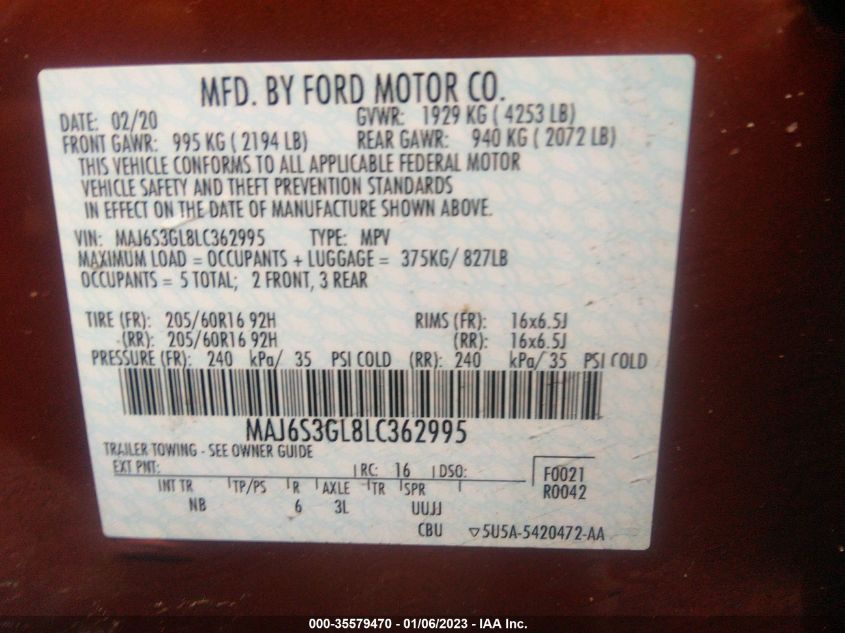 MFD. BY FORD MOTOR CO.
DATE: 02/20 GVWR: 1929 KG ( 4253 LB)
FRONT GAWR: 995 KG ( 2194 LB) REAR GAWR: 940 KG ( 2072 LB)
THIS VEHICLE CONFORMS TO ALL APPLICABLE FEDERAL MOTOR
VEHICLE SAFETY AND THEFT PREVENTION STANDARDS
IN EFFECT ON THE DATE OF MANUFACTURE SHOWN ABOVE.
VIN: MAJ6S3GL8LC362995 TYPE: MPV
MAXIMUM LOAD = OCCUPANTS + LUGGAGE = 375KG/ 827LB
OCCUPANTS = 5 TOTAL; 2 FRONT, 3 REAR
TIRE (FR): 205/60R16 92H RIMS (FR): 16x6.5J
(RR): 205/60R16 92H (RR): 16x6.5J
PRESSURE (FR): 240 kPa/ 35 PSI COLD (RR): 240 kPa/ 35 PSI COLD
MAJ6S3GL8LC362995
TRAILER TOWING - SEE OWNER GUIDE
EXT PNT: RC: 16 DSO: F0021
INT TR TP/PS R AXLE TR SPR R0042
NB 6 3L UUJJ
CBU ▽5U5A-5420472-AA
000-35579470 - 01/06/2023 - IAA Inc.